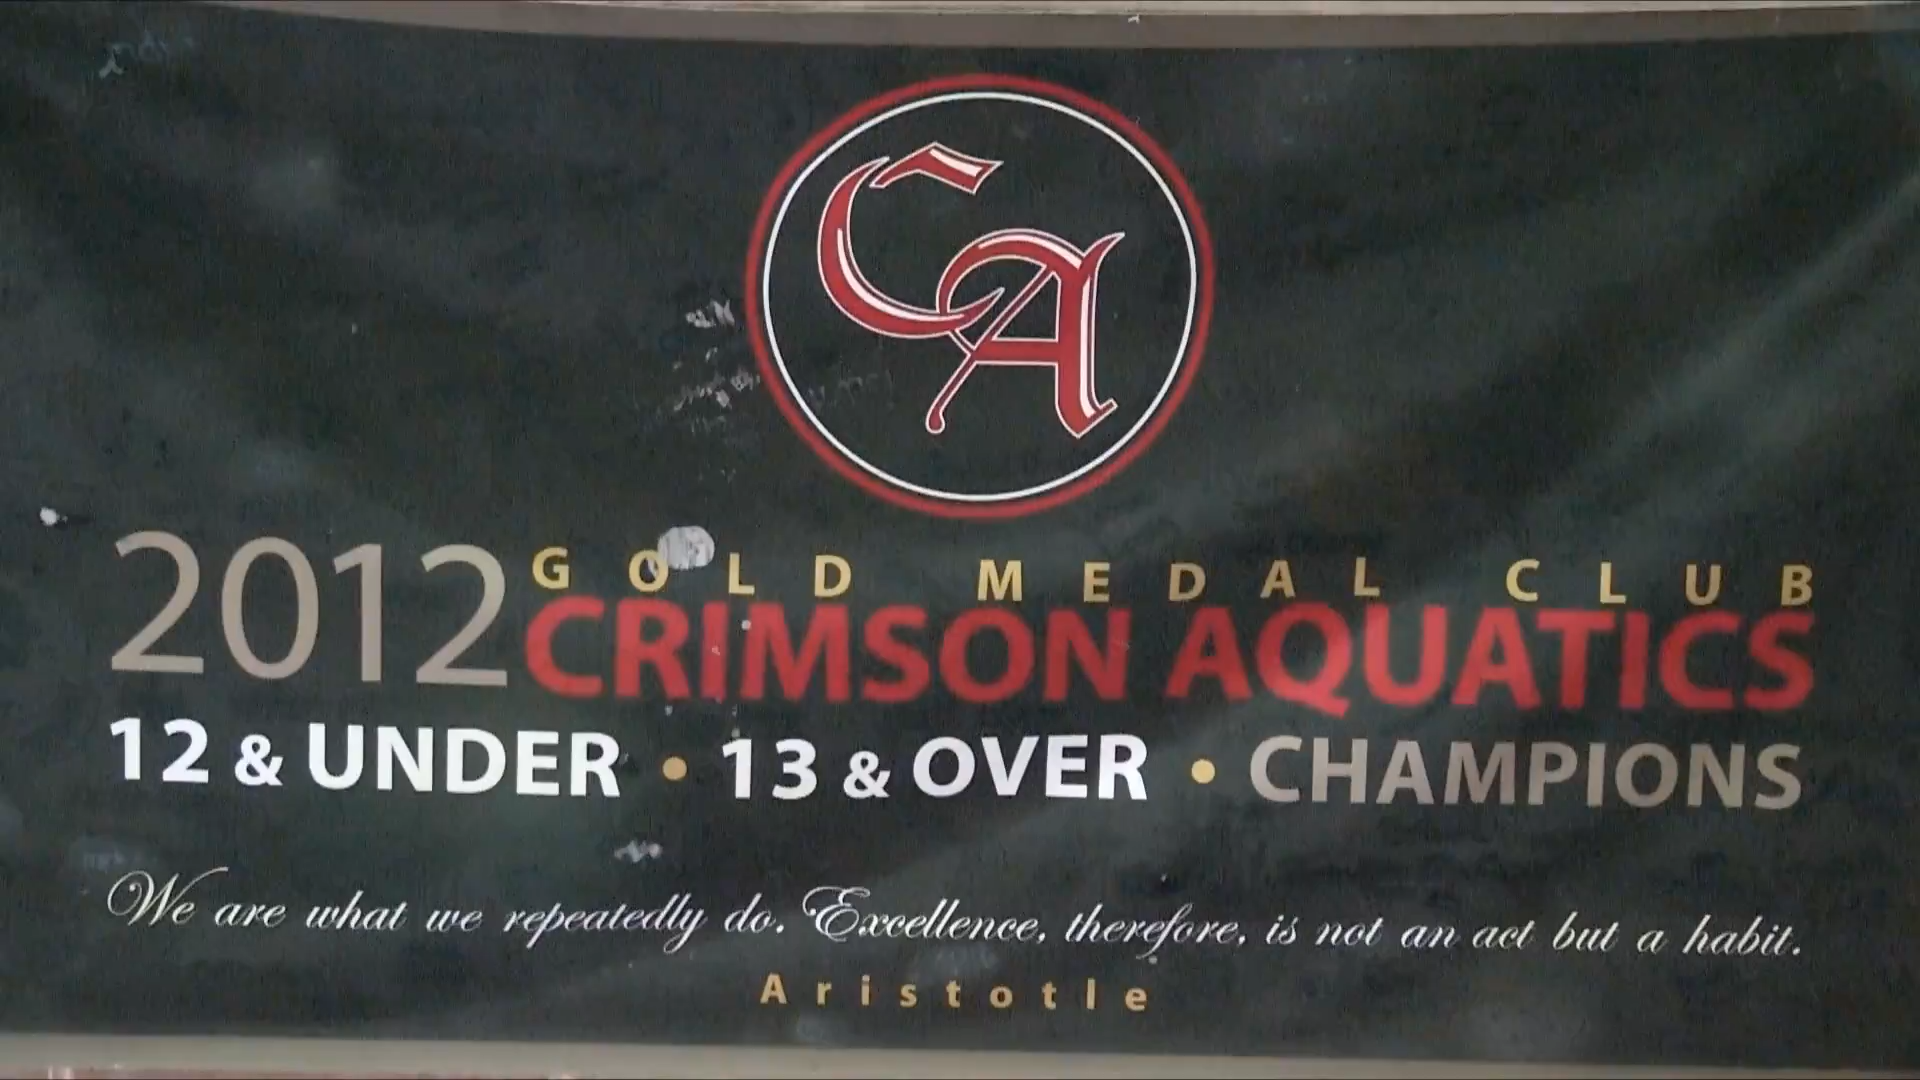 CA
GOLD MEDAL CLUB
2012 CRIMSON AQUATICS
12 & UNDER • 13 & OVER • CHAMPIONS
We are what we repeatedly do. Excellence, therefore, is not an act but a habit.
Aristotle